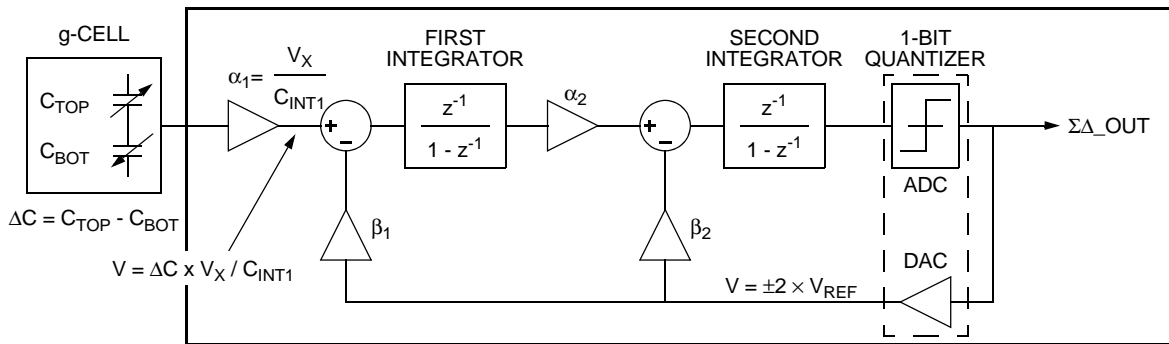 g-CELL
C_TOP
C_BOT
ΔC = C_TOP - C_BOT
α₁= V_X / C_INT1
V = ΔC x V_X / C_INT1
FIRST
INTEGRATOR
+
-
z⁻¹
1 - z⁻¹
α₂
β₁
SECOND
INTEGRATOR
+
-
z⁻¹
1 - z⁻¹
β₂
1-BIT
QUANTIZER
ADC
DAC
V = ±2 × V_REF
ΣΔ_OUT